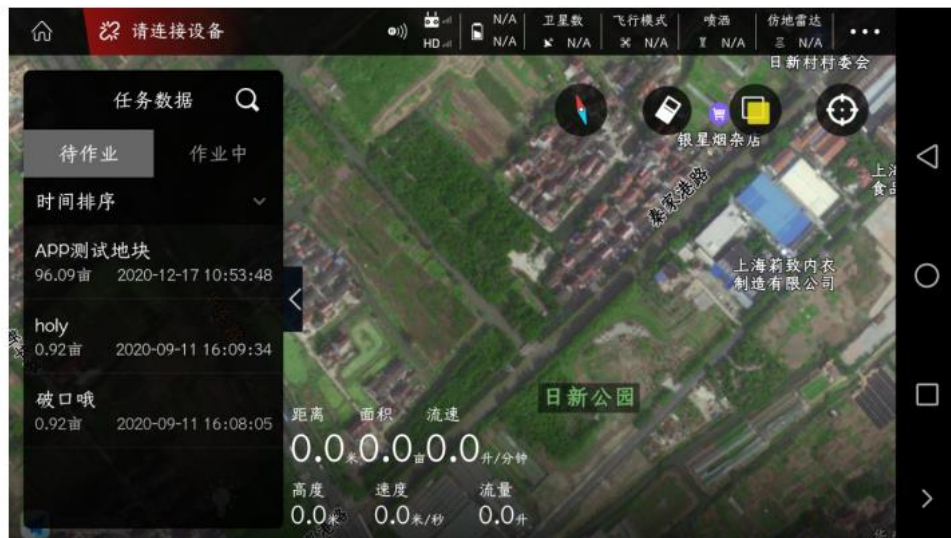 请连接设备
HD
N/A
N/A
卫星数
N/A
飞行模式
N/A
喷洒
N/A
仿地雷达
N/A
日新村村委会
任务数据
待作业
作业中
时间排序
APP测试地块
96.09亩 2020-12-17 10:53:48
holy
0.92亩 2020-09-11 16:09:34
破口哦
0.92亩 2020-09-11 16:08:05
银星烟杂店
秦家港路
上海莉致内衣
制造有限公司
日新公园
距离 面积 流速
0.0米 0.0亩 0.0升/分钟
高度 速度 流量
0.0米 0.0米/秒 0.0升